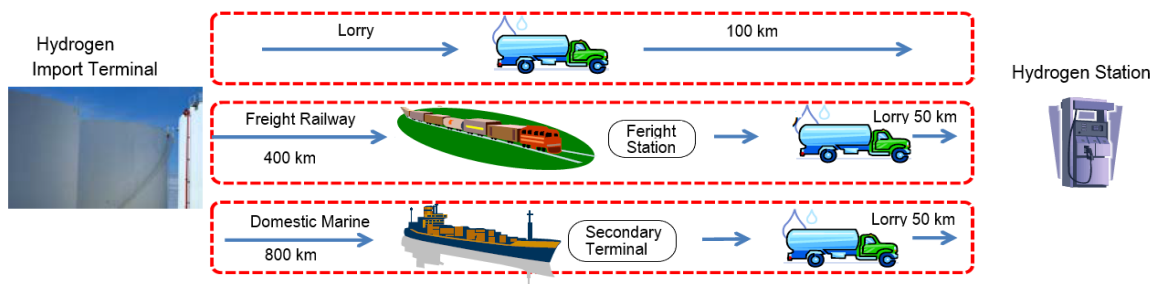 Hydrogen
Import Terminal
Lorry
100 km
Hydrogen Station
Freight Railway
400 km
Feright
Station
Lorry 50 km
Domestic Marine
800 km
Secondary
Terminal
Lorry 50 km